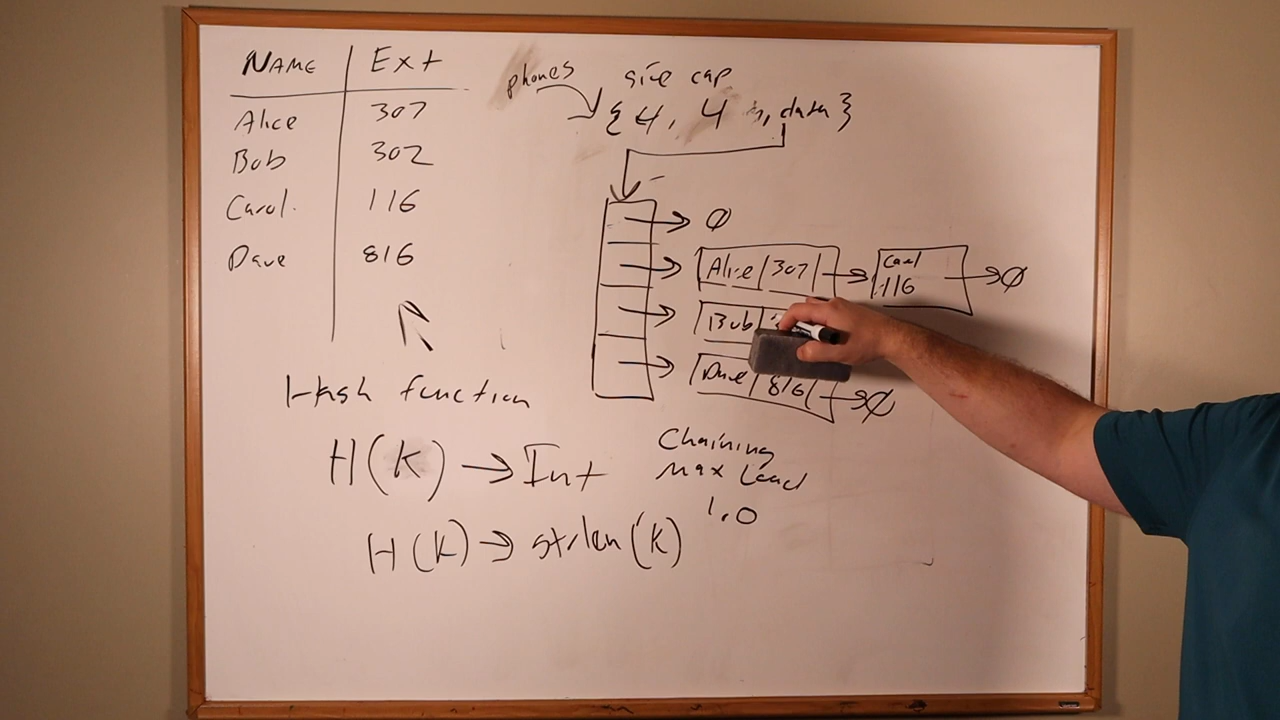 NAME | Ext
Alice 307
Bob 302
Carol. 116
Dave 816
Hash function
H(K) → Int
H(K) → strlen(K)
phones
size cap
{4, 4, data}
→ Ø
Alice | 307 | → Carol 116 → Ø
Bob |
Dave | 816 | → Ø
Chaining
Max Load
1.0